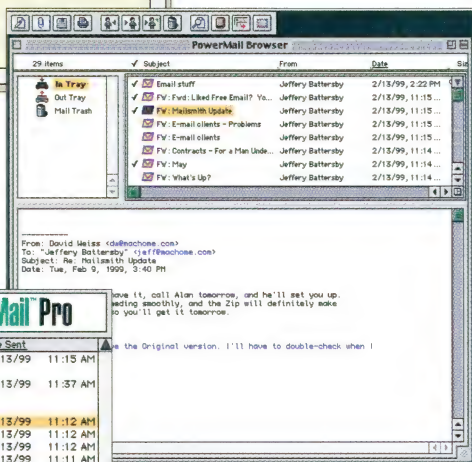 PowerMail Browser
29 items ✓ Subject From Date Siz
In Tray
Out Tray
Mail Trash
✓ Email stuff Jeffery Battersby 2/13/99, 2:22 PM
✓ FW: Fwd: Liked Free Email? Yo... Jeffery Battersby 2/13/99, 11:15 ...
✓ FW: Mailsmith Update Jeffery Battersby 2/13/99, 11:15 ...
FW: E-mail clients - Problems Jeffery Battersby 2/13/99, 11:15 ...
FW: E-mail clients Jeffery Battersby 2/13/99, 11:15 ...
FW: Contracts - For a Man Unde... Jeffery Battersby 2/13/99, 11:14 ...
✓ FW: May Jeffery Battersby 2/13/99, 11:14 ...
FW: What's Up? Jeffery Battersby 2/13/99, 11:14 ...
From: David Weiss <dw@machome.com>
To: "Jeffery Battersby" <jeff@machome.com>
Subject: Re: Mailsmith Update
Date: Tue, Feb 9, 1999, 3:40 PM
ave it, call Alan tomorrow, and he'll set you up.
eding smoothly, and the Zip will definitely make
so you'll get it tomorrow.
e the Original version. I'll have to double-check when I
Mail™ Pro
Sent
13/99 11:15 AM
13/99 11:37 AM
13/99 11:12 AM
13/99 11:12 AM
13/99 11:12 AM
13/99 11:11 AM